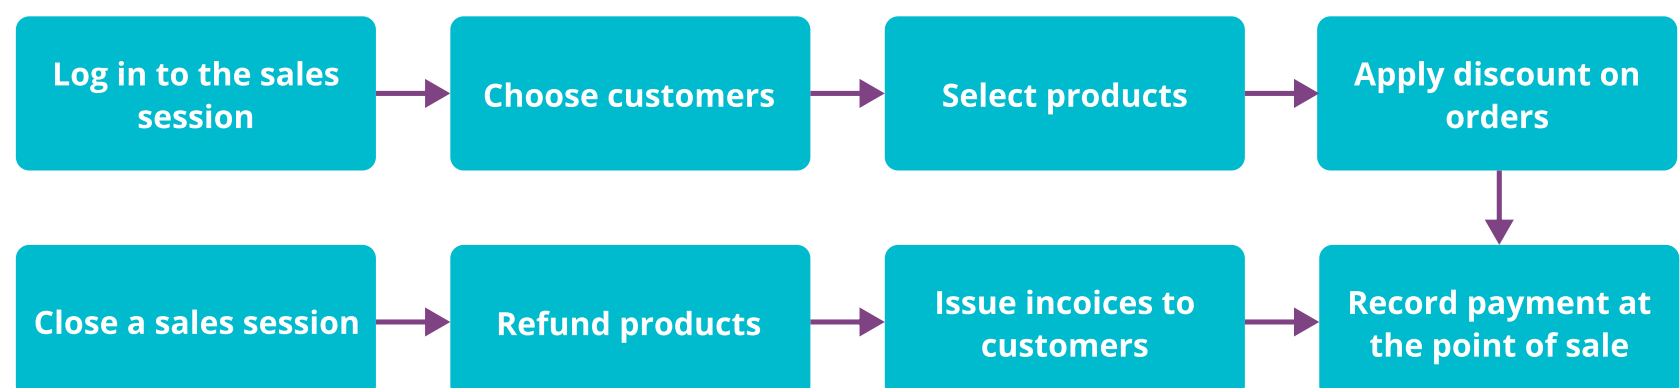 Log in to the sales
session
Choose customers
Select products
Apply discount on
orders
Close a sales session
Refund products
Issue incoices to
customers
Record payment at
the point of sale